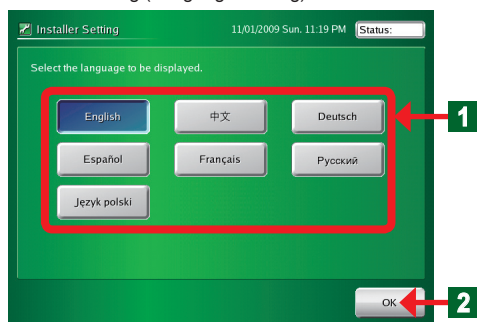 Installer Setting 11/01/2009 Sun. 11:19 PM Status:
Select the language to be displayed.
English 中文 Deutsch
1
Español Français Русский
Język polski
OK
2